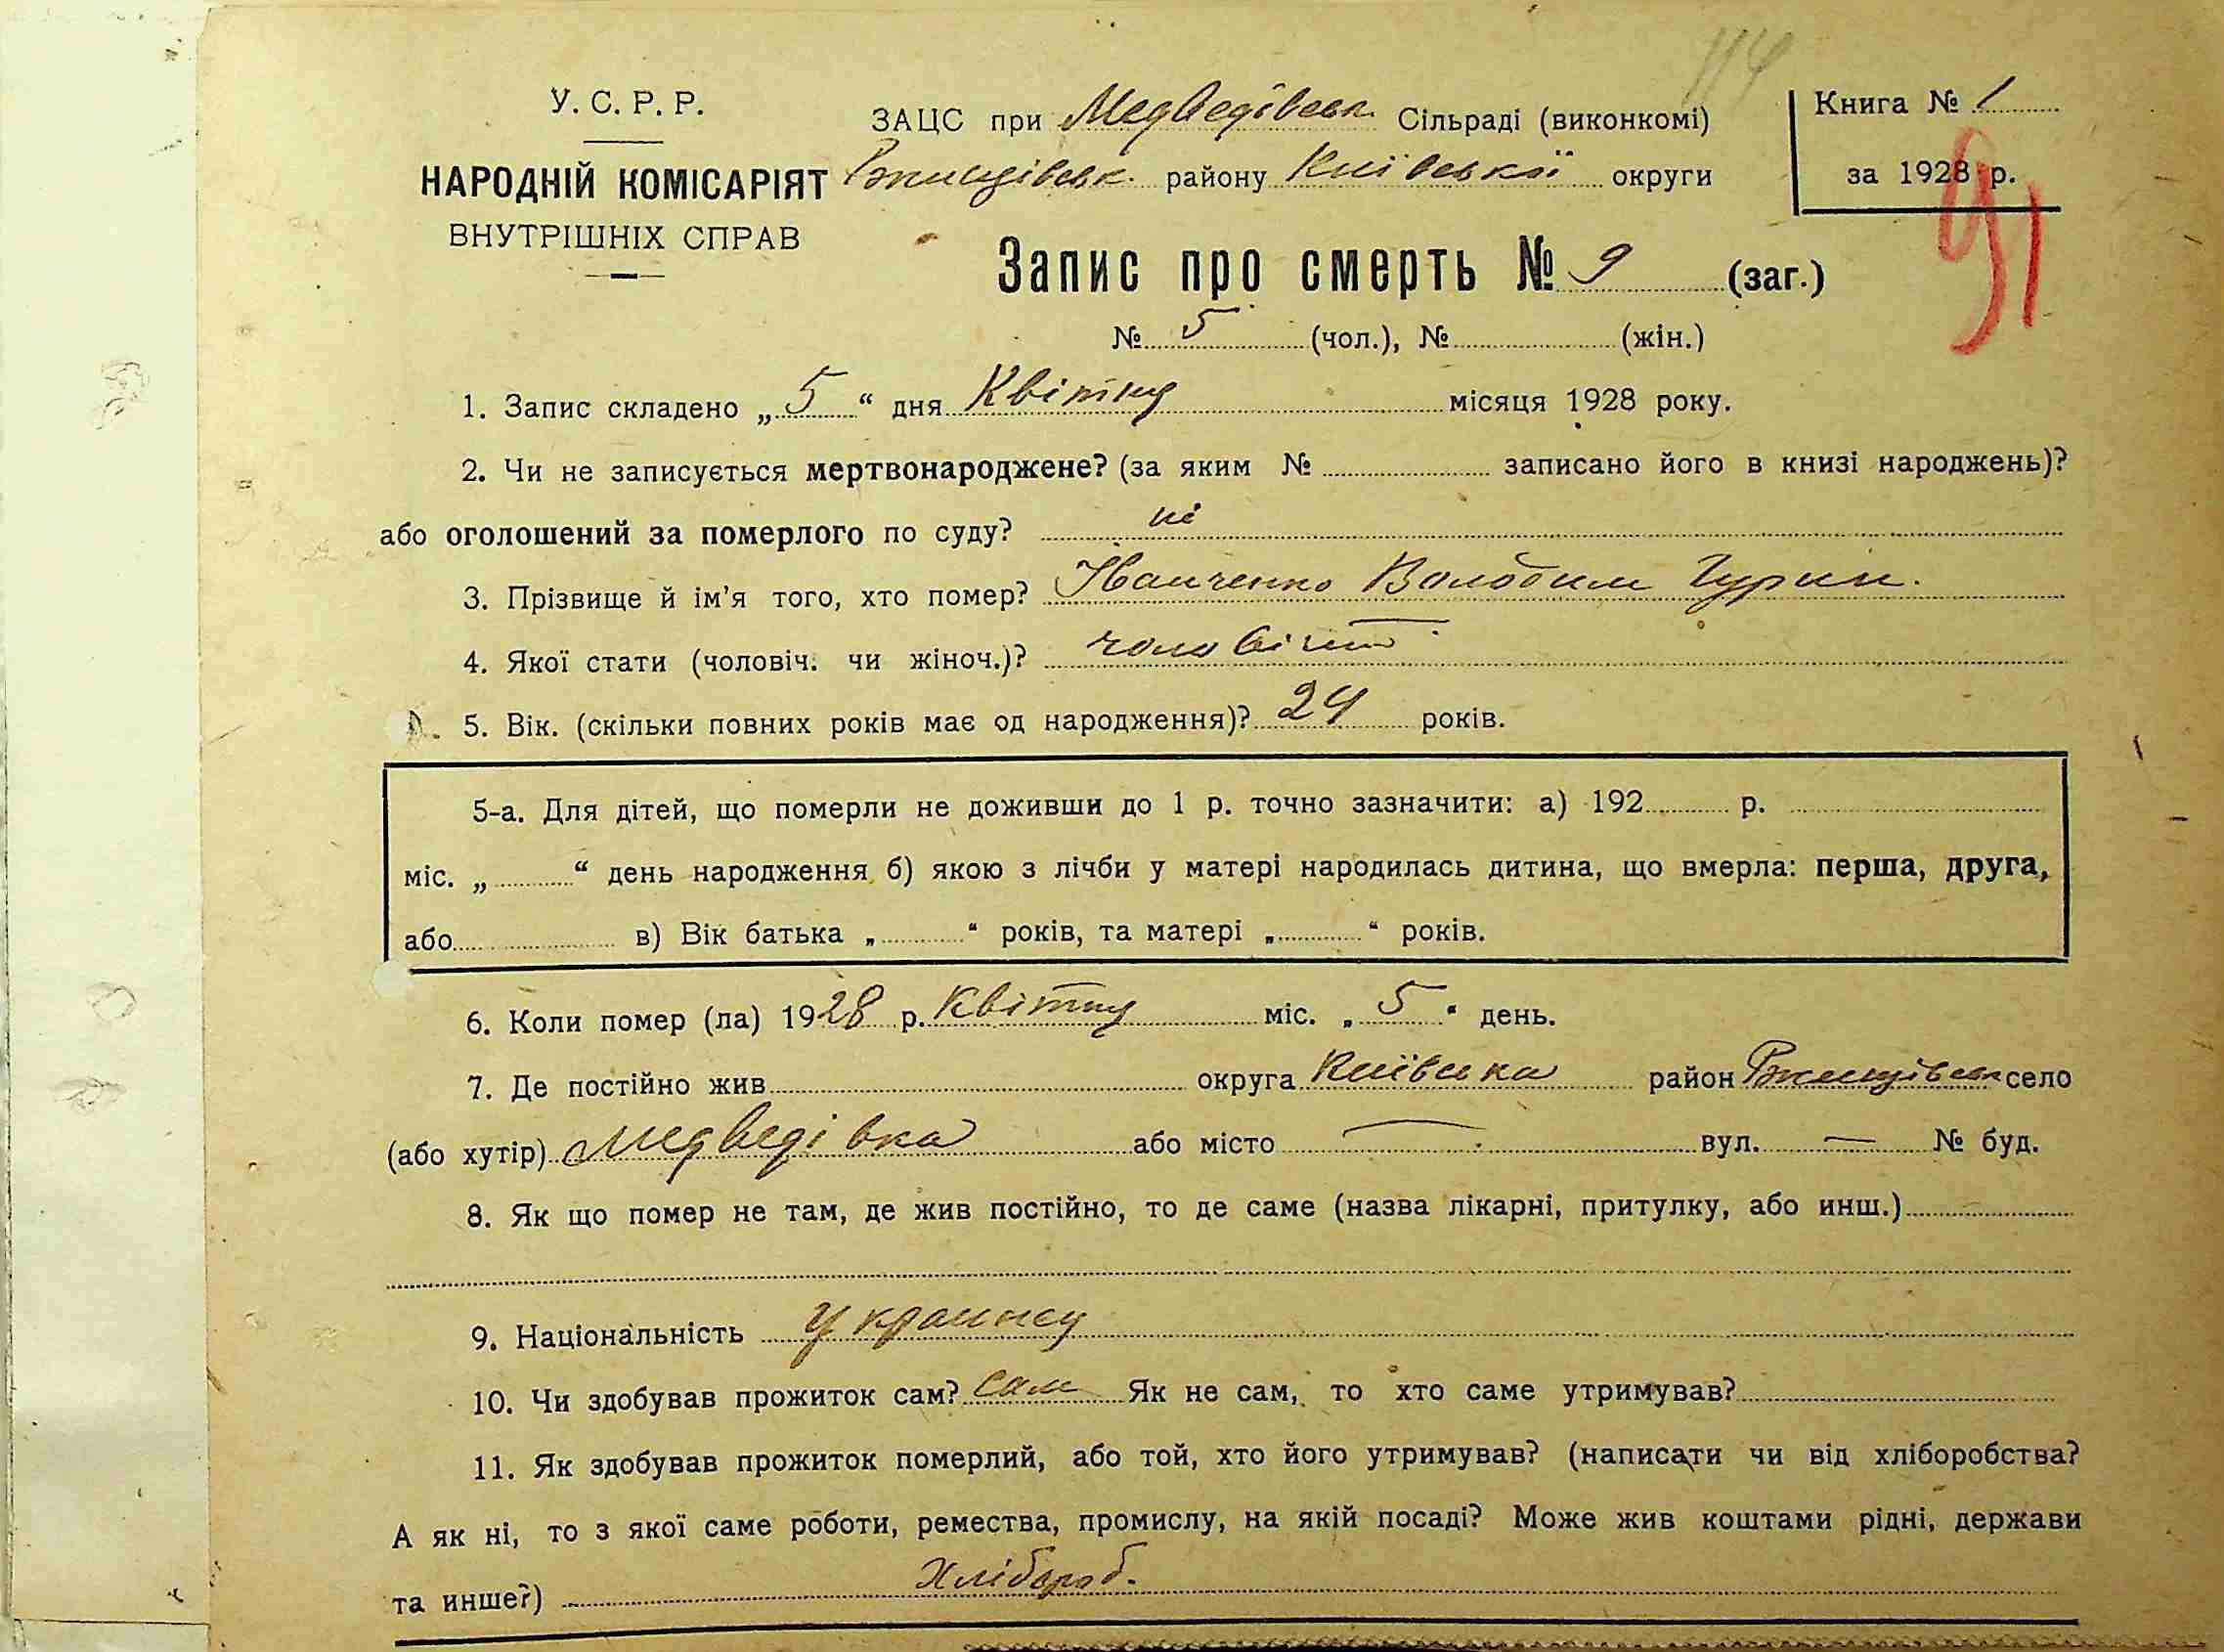 114
У. С. Р. Р.
НАРОДНІЙ КОМІСАРІЯТ
ВНУТРІШНІХ СПРАВ
ЗАЦС при Медведівськ. Сільраді (виконкомі)
Ржищівськ. району Київської округи
Книга № 1
за 1928 р.
91
Запис про смерть № 9 (заг.)
№ 5 (чол.), № (жін.)
1. Запис складено „ 5 “ дня Квітня місяця 1928 року.
2. Чи не записується мертвонароджене? (за яким № записано його в книзі народжень)?
або оголошений за померлого по суду? ні
3. Прізвище й ім’я того, хто помер? Іванченко
4. Якої стати (чоловіч. чи жіноч.)?
5. Вік. (скільки повних років має од народження)? 24 років.
5-а. Для дітей, що померли не доживши до 1 р. точно зазначити: а) 192 р.
міс. „ “ день народження б) якою з лічби у матері народилась дитина, що вмерла: перша, друга,
або в) Вік батька „ “ років, та матері „ “ років.
6. Коли помер (ла) 1928 р. Квітня міс. „ 5 “ день.
7. Де постійно жив округа Київська район Ржищівськ село
(або хутір) Медведівка або місто — вул. — № буд.
8. Як що помер не там, де жив постійно, то де саме (назва лікарні, притулку, або инш.)
9. Національність
10. Чи здобував прожиток сам? сам Як не сам, то хто саме утримував?
11. Як здобував прожиток померлий, або той, хто його утримував? (написати чи від хліборобства?
А як ні, то з якої саме роботи, ремества, промислу, на якій посаді? Може жив коштами рідні, держави
та инше?) Хлібороб.